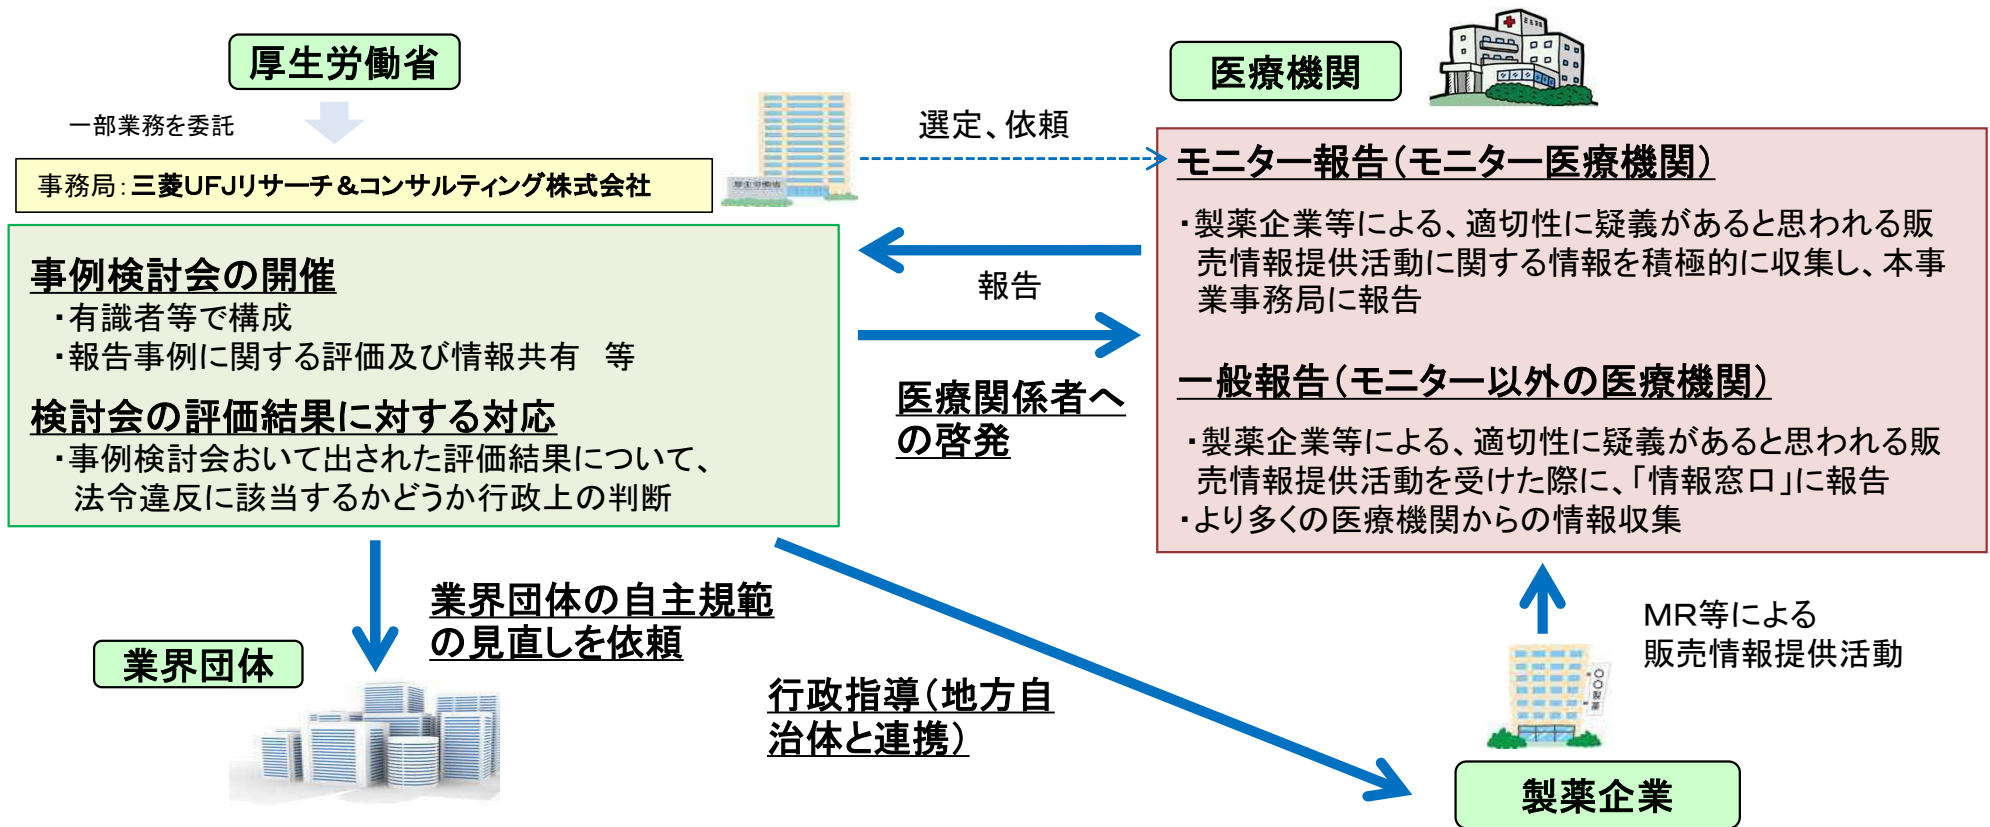 厚生労働省
一部業務を委託
事務局：三菱UFJリサーチ＆コンサルティング株式会社
厚生労働省
選定、依頼
医療機関
モニター報告（モニター医療機関）
・製薬企業等による、適切性に疑義があると思われる販
売情報提供活動に関する情報を積極的に収集し、本事
業事務局に報告
一般報告（モニター以外の医療機関）
・製薬企業等による、適切性に疑義があると思われる販
売情報提供活動を受けた際に、「情報窓口」に報告
・より多くの医療機関からの情報収集
報告
医療関係者へ
の啓発
事例検討会の開催
・有識者等で構成
・報告事例に関する評価及び情報共有　等
検討会の評価結果に対する対応
・事例検討会おいて出された評価結果について、
法令違反に該当するかどうか行政上の判断
業界団体の自主規範
の見直しを依頼
業界団体
行政指導（地方自
治体と連携）
MR等による
販売情報提供活動
〇〇製薬
製薬企業